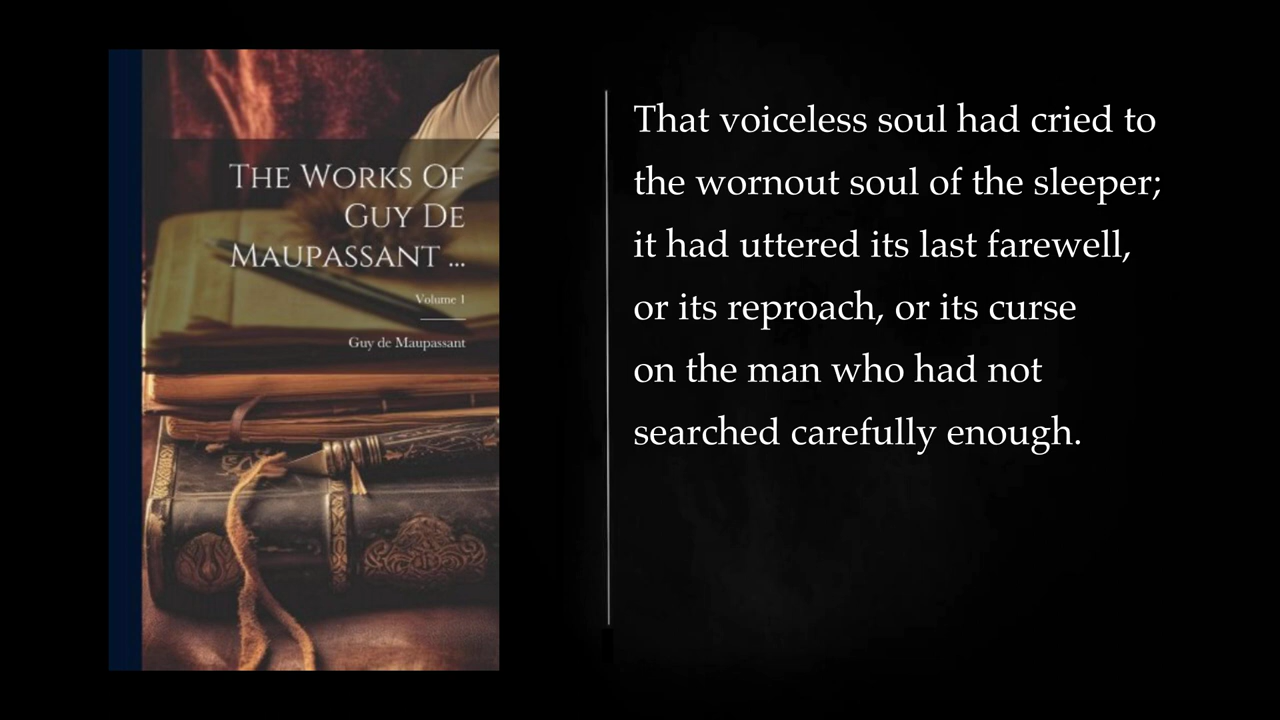 THE WORKS OF
GUY DE
MAUPASSANT ...
Volume 1
Guy de Maupassant
That voiceless soul had cried to
the wornout soul of the sleeper;
it had uttered its last farewell,
or its reproach, or its curse
on the man who had not
searched carefully enough.